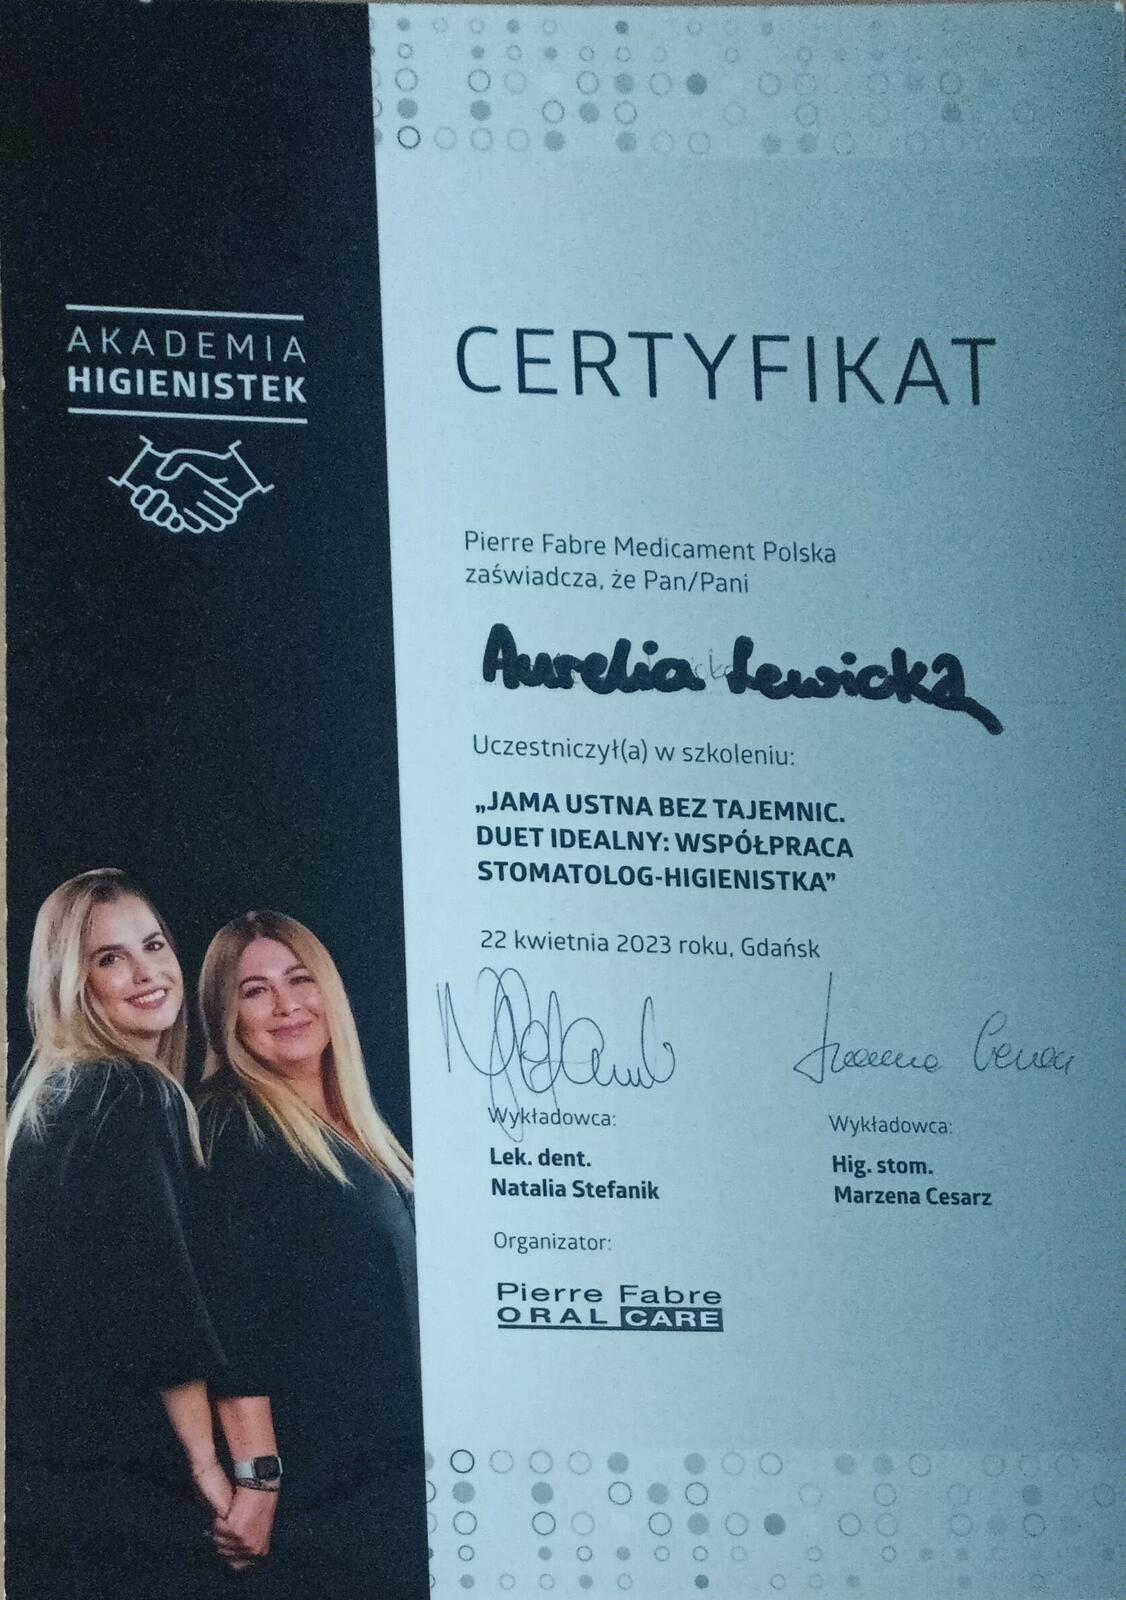 AKADEMIA
HIGIENISTEK
CERTYFIKAT
Pierre Fabre Medicament Polska
zaświadcza, że Pan/Pani
Aurelia Lewicka
Uczestniczył(a) w szkoleniu:
„JAMA USTNA BEZ TAJEMNIC.
DUET IDEALNY: WSPÓŁPRACA
STOMATOLOG-HIGIENISTKA”
22 kwietnia 2023 roku, Gdańsk
Wykładowca:
Lek. dent.
Natalia Stefanik
Wykładowca:
Hig. stom.
Marzena Cesarz
Organizator:
Pierre Fabre
ORAL CARE